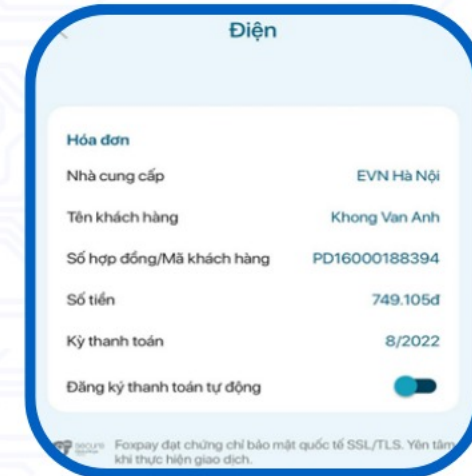 Điện
Hóa đơn
Nhà cung cấp EVN Hà Nội
Tên khách hàng Khong Van Anh
Số hợp đồng/Mã khách hàng PD16000188394
Số tiền 749.105đ
Kỳ thanh toán 8/2022
Đăng ký thanh toán tự động
secure Foxpay đạt chứng chỉ bảo mật quốc tế SSL/TLS. Yên tâm
khi thực hiện giao dịch.